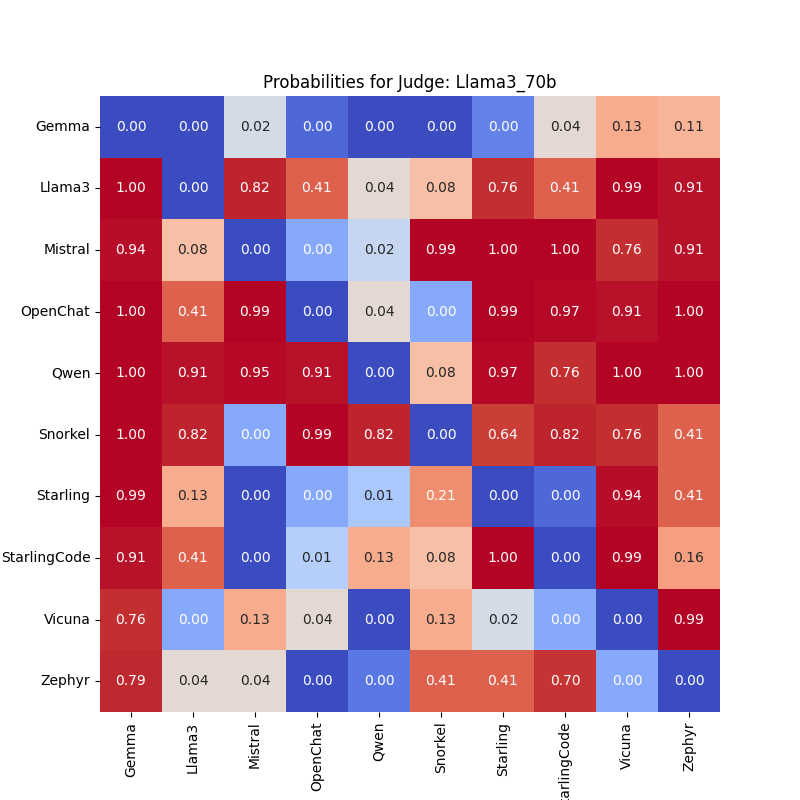 Probabilities for Judge: Llama3_70b
Gemma 0.00 0.00 0.02 0.00 0.00 0.00 0.00 0.04 0.13 0.11
Llama3 1.00 0.00 0.82 0.41 0.04 0.08 0.76 0.41 0.99 0.91
Mistral 0.94 0.08 0.00 0.00 0.02 0.99 1.00 1.00 0.76 0.91
OpenChat 1.00 0.41 0.99 0.00 0.04 0.00 0.99 0.97 0.91 1.00
Qwen 1.00 0.91 0.95 0.91 0.00 0.08 0.97 0.76 1.00 1.00
Snorkel 1.00 0.82 0.00 0.99 0.82 0.00 0.64 0.82 0.76 0.41
Starling 0.99 0.13 0.00 0.00 0.01 0.21 0.00 0.00 0.94 0.41
StarlingCode 0.91 0.41 0.00 0.01 0.13 0.08 1.00 0.00 0.99 0.16
Vicuna 0.76 0.00 0.13 0.04 0.00 0.13 0.02 0.00 0.00 0.99
Zephyr 0.79 0.04 0.04 0.00 0.00 0.41 0.41 0.70 0.00 0.00
Gemma Llama3 Mistral OpenChat Qwen Snorkel Starling arlingCode Vicuna Zephyr